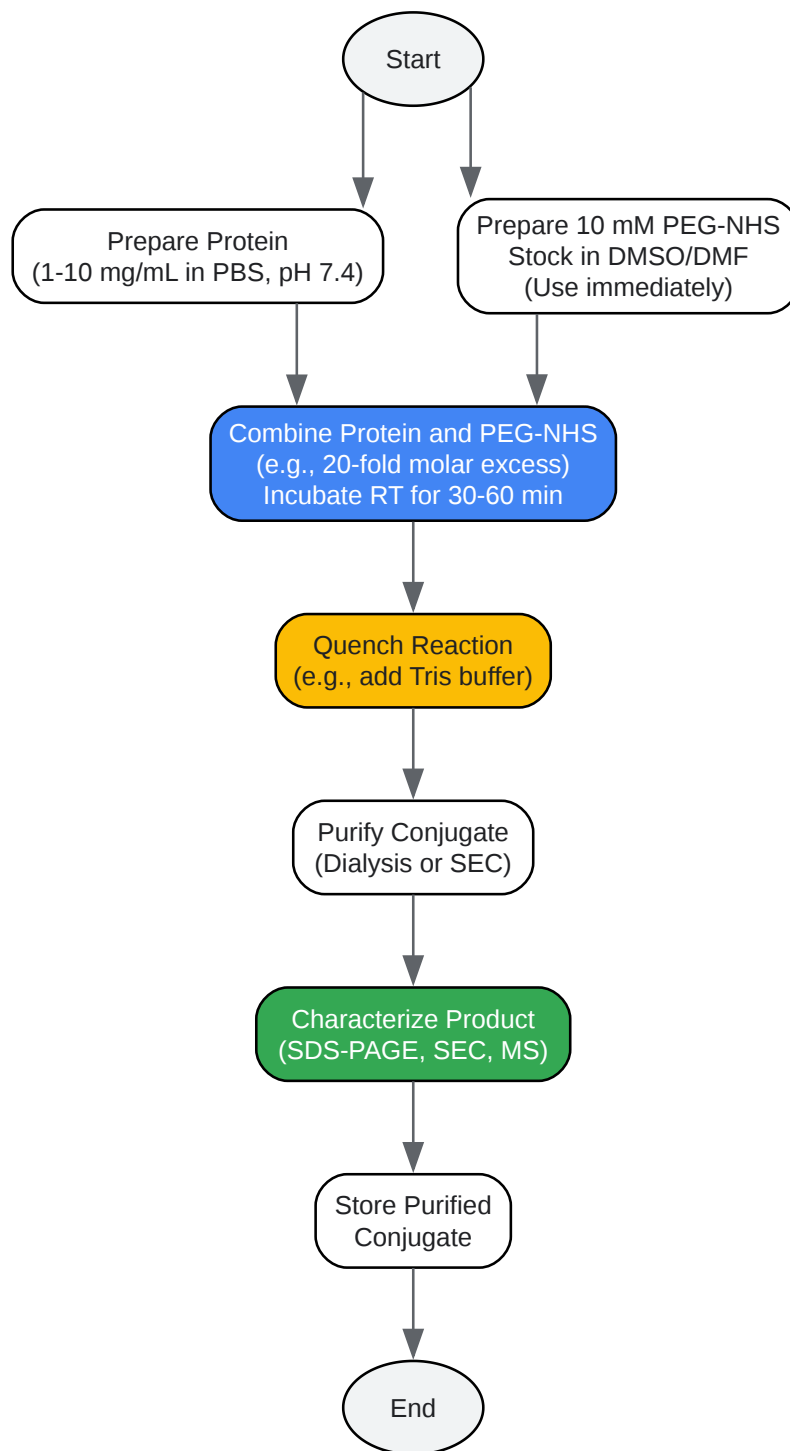 Start
Prepare Protein
(1-10 mg/mL in PBS, pH 7.4)
Prepare 10 mM PEG-NHS
Stock in DMSO/DMF
(Use immediately)
Combine Protein and PEG-NHS
(e.g., 20-fold molar excess)
Incubate RT for 30-60 min
Quench Reaction
(e.g., add Tris buffer)
Purify Conjugate
(Dialysis or SEC)
Characterize Product
(SDS-PAGE, SEC, MS)
Store Purified
Conjugate
End